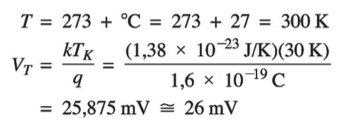 T = 273 + °C = 273 + 27 = 300 K
V_T = kT_K / q = (1,38 × 10⁻²³ J/K)(30 K) / 1,6 × 10⁻¹⁹ C
= 25,875 mV ≅ 26 mV